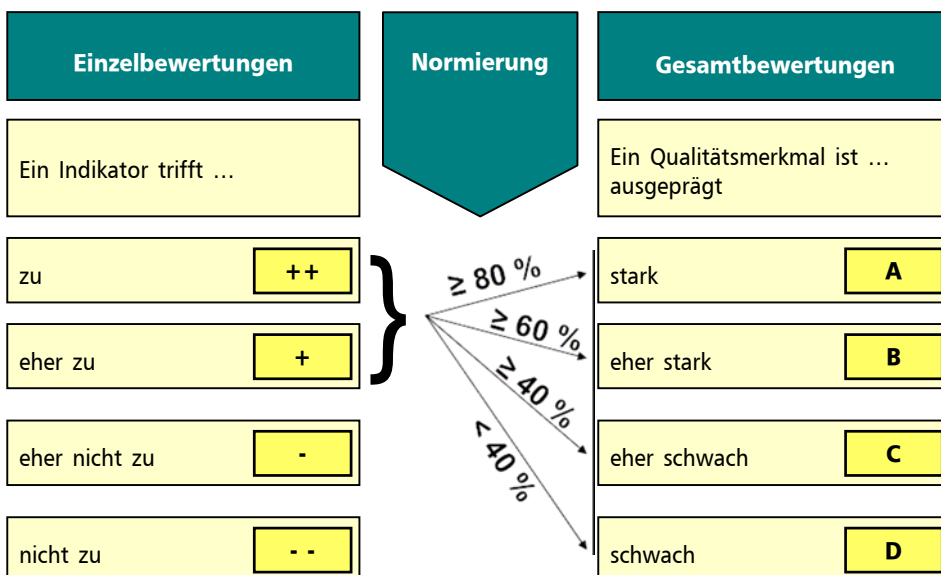 Einzelbewertungen
Normierung
Gesamtbewertungen
Ein Indikator trifft …
Ein Qualitätsmerkmal ist …
ausgeprägt
zu
++
}
≥ 80 %
stark
A
eher zu
+
≥ 60 %
eher stark
B
eher nicht zu
-
≥ 40 %
eher schwach
C
nicht zu
- -
< 40 %
schwach
D